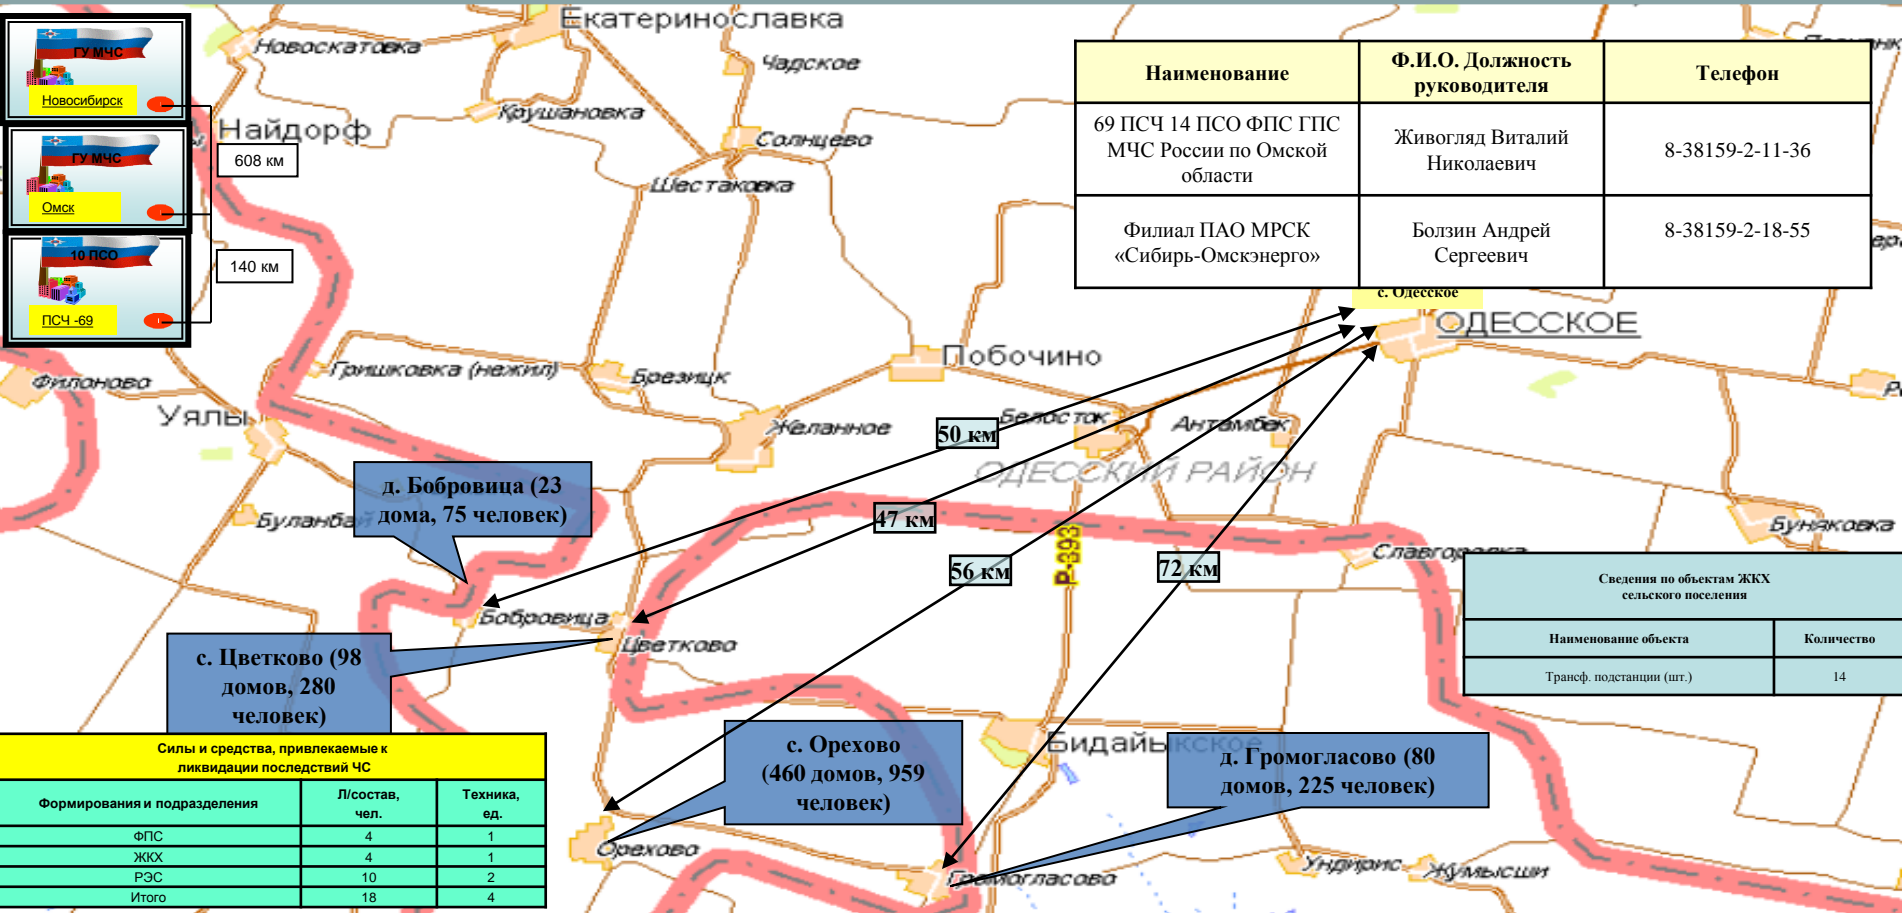 Екатеринославка
Новоскатовка
Чадское
Крушановка
Найдорф
Солнцево
Шестаковка
ГУ МЧС
Новосибирск
608 км
ГУ МЧС
Омск
140 км
10 ПСО
ПСЧ -69
Наименование
Ф.И.О. Должность
руководителя
Телефон
69 ПСЧ 14 ПСО ФПС ГПС
МЧС России по Омской
области
Живогляд Виталий
Николаевич
8-38159-2-11-36
Филиал ПАО МРСК
«Сибирь-Омскэнерго»
Болзин Андрей
Сергеевич
8-38159-2-18-55
с. Одесское
ОДЕССКОЕ
Побочино
Гришковка (нежил)
Брезицк
Филоново
Уялы
Желанное
Белосток
Антамбек
50 км
ОДЕССКИЙ РАЙОН
д. Бобровица (23
дома, 75 человек)
Буланбай
47 км
Буняковка
Р-393
Славгородка
56 км
72 км
Сведения по объектам ЖКХ
сельского поселения
Наименование объекта
Количество
Трансф. подстанции (шт.)
14
Бобровица
Цветково
с. Цветково (98
домов, 280
человек)
с. Орехово
(460 домов, 959
человек)
Бидайыкское
д. Громогласово (80
домов, 225 человек)
Силы и средства, привлекаемые к
ликвидации последствий ЧС
Формирования и подразделения
Л/состав,
чел.
Техника,
ед.
ФПС 4 1
ЖКХ 4 1
РЭС 10 2
Итого 18 4
Орехово
Громогласово
Ундирис
Жумысши